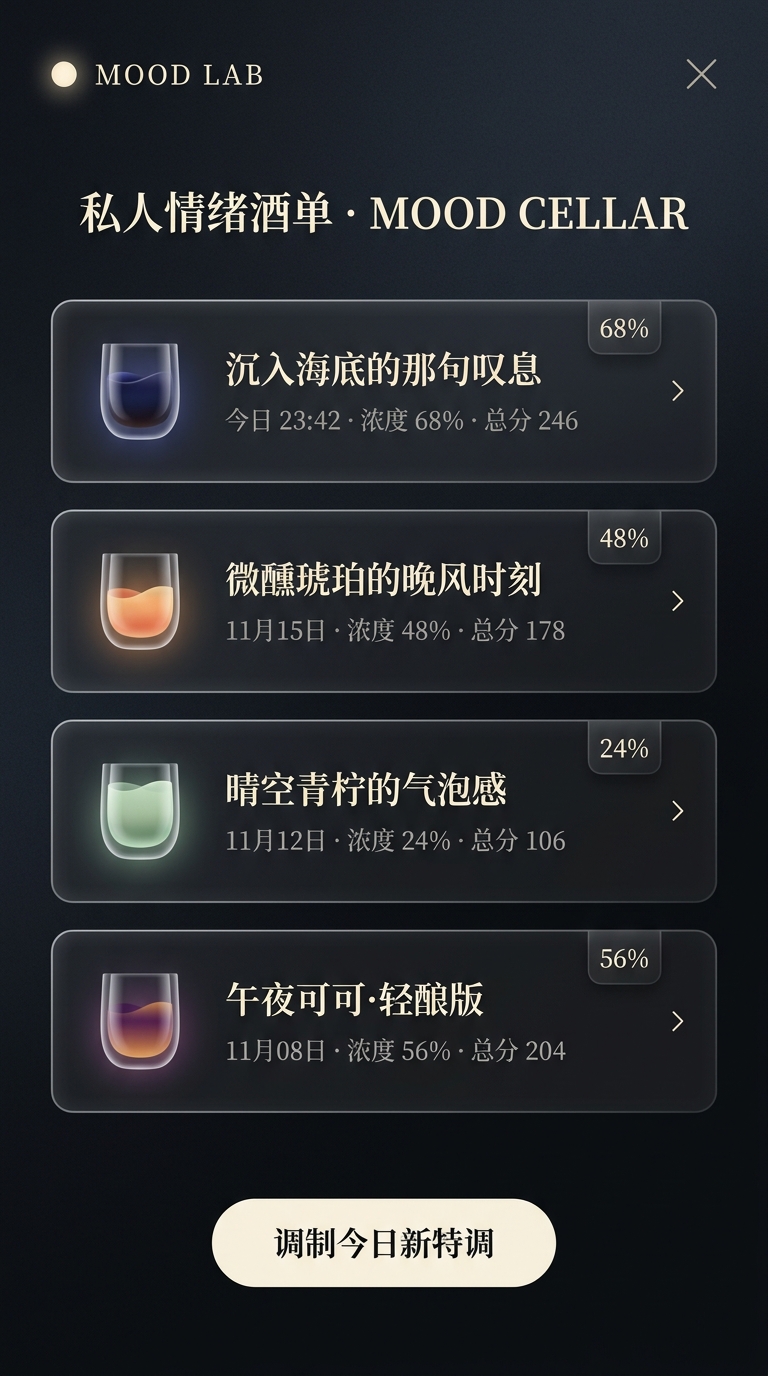 MOOD LAB
私人情绪酒单 · MOOD CELLAR
68%
沉入海底的那句叹息
今日 23:42 · 浓度 68% · 总分 246
48%
微醺琥珀的晚风时刻
11月15日 · 浓度 48% · 总分 178
24%
晴空青柠的气泡感
11月12日 · 浓度 24% · 总分 106
56%
午夜可可·轻酿版
11月08日 · 浓度 56% · 总分 204
调制今日新特调